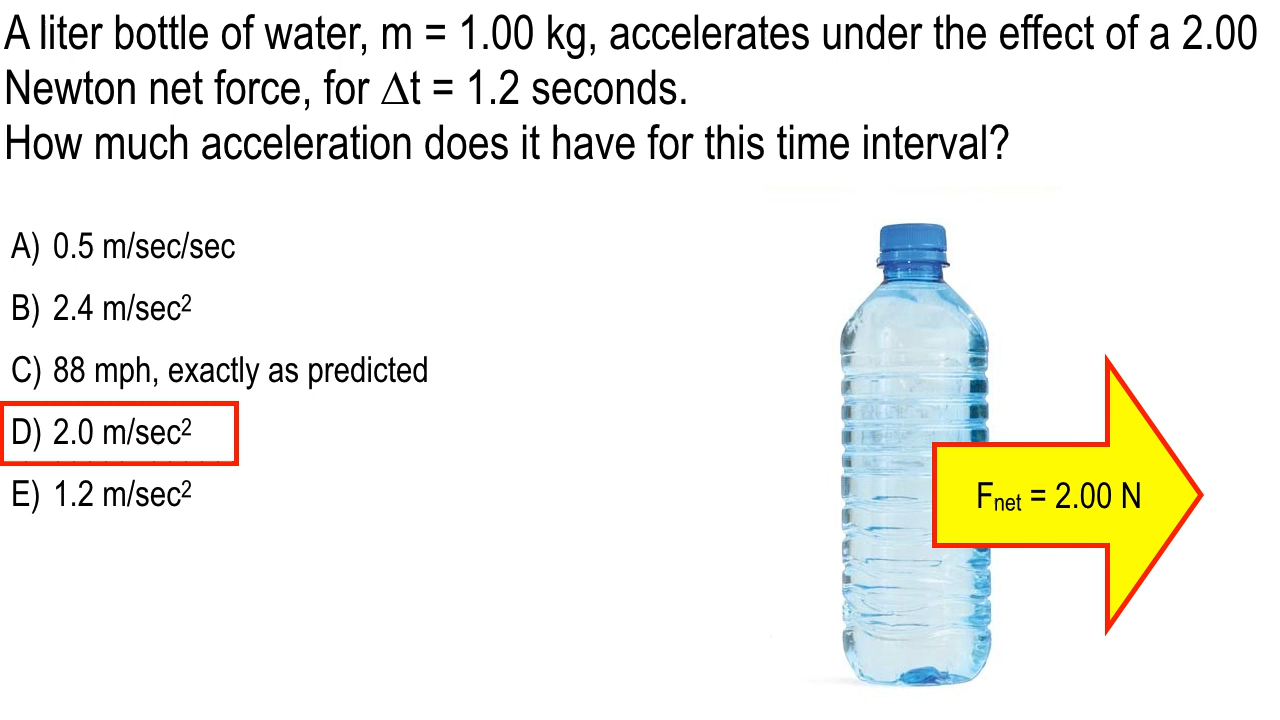 A liter bottle of water, m = 1.00 kg, accelerates under the effect of a 2.00
Newton net force, for Δt = 1.2 seconds.
How much acceleration does it have for this time interval?
A) 0.5 m/sec/sec
B) 2.4 m/sec²
C) 88 mph, exactly as predicted
D) 2.0 m/sec²
E) 1.2 m/sec²
Fnet = 2.00 N